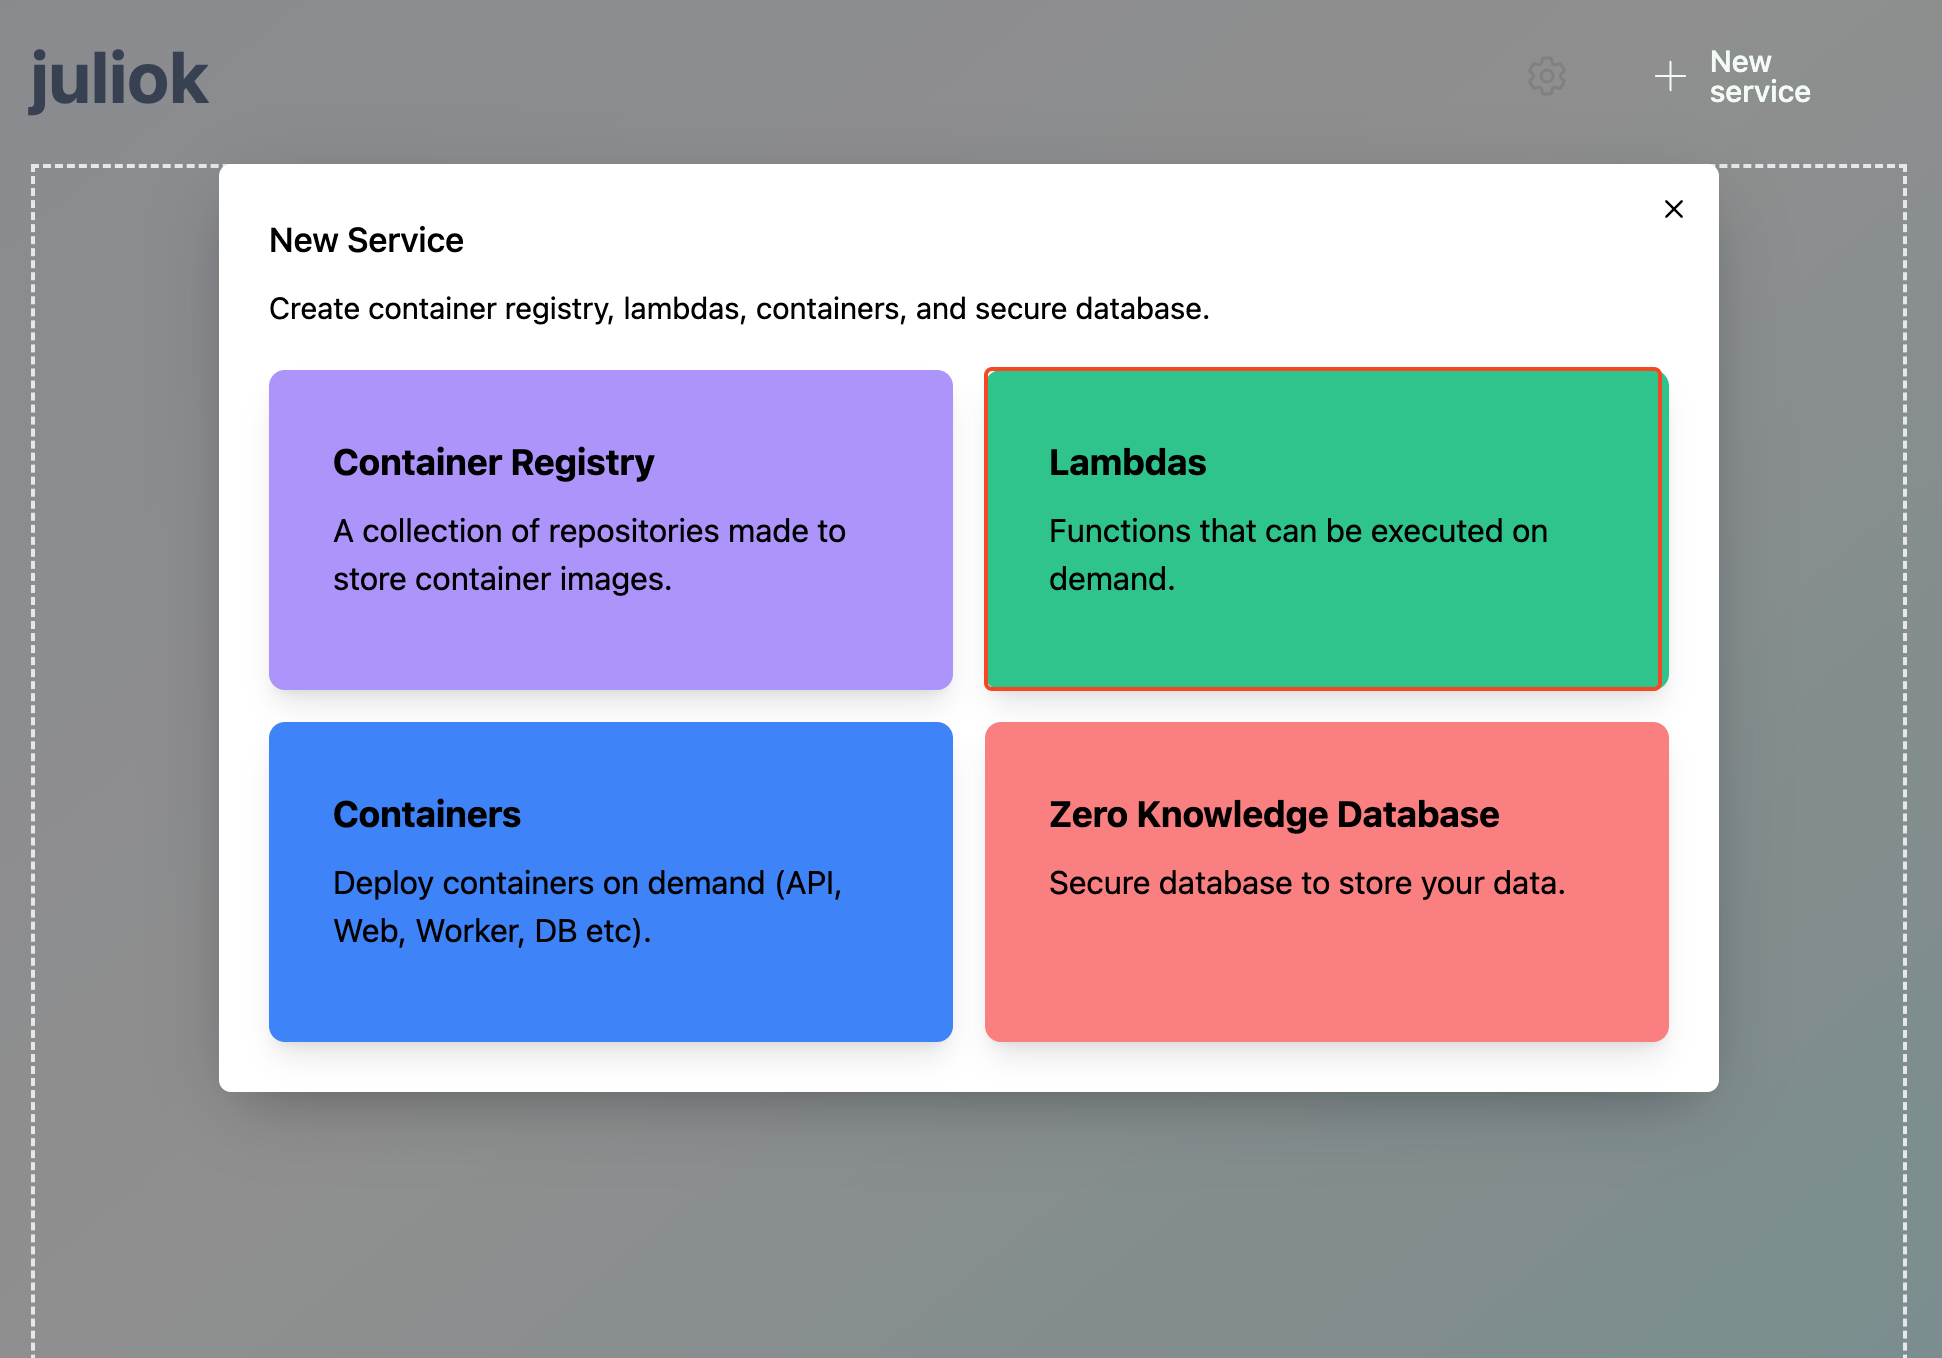 juliok
New
service
New Service
Create container registry, lambdas, containers, and secure database.
Container Registry
A collection of repositories made to
store container images.
Lambdas
Functions that can be executed on
demand.
Containers
Deploy containers on demand (API,
Web, Worker, DB etc).
Zero Knowledge Database
Secure database to store your data.